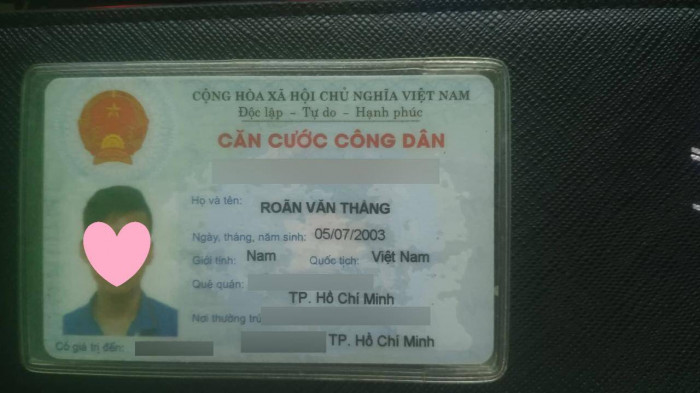 CỘNG HÒA XÃ HỘI CHỦ NGHĨA VIỆT NAM
Độc lập - Tự do - Hạnh phúc
CĂN CƯỚC CÔNG DÂN
Họ và tên: ROÃN VĂN THẮNG
Ngày, tháng, năm sinh: 05/07/2003
Giới tính: Nam Quốc tịch: Việt Nam
Quê quán:
TP. Hồ Chí Minh
Nơi thường trú
TP. Hồ Chí Minh
Có giá trị đến: